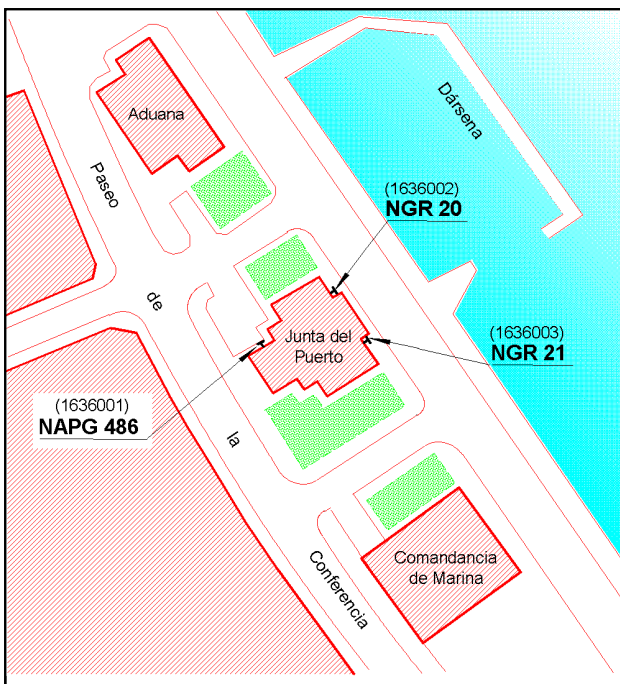 Aduana
Dársena
Paseo
(1636002)
NGR 20
de
Junta del
Puerto
(1636003)
NGR 21
(1636001)
NAPG 486
la
Comandancia
de Marina
Conferencia